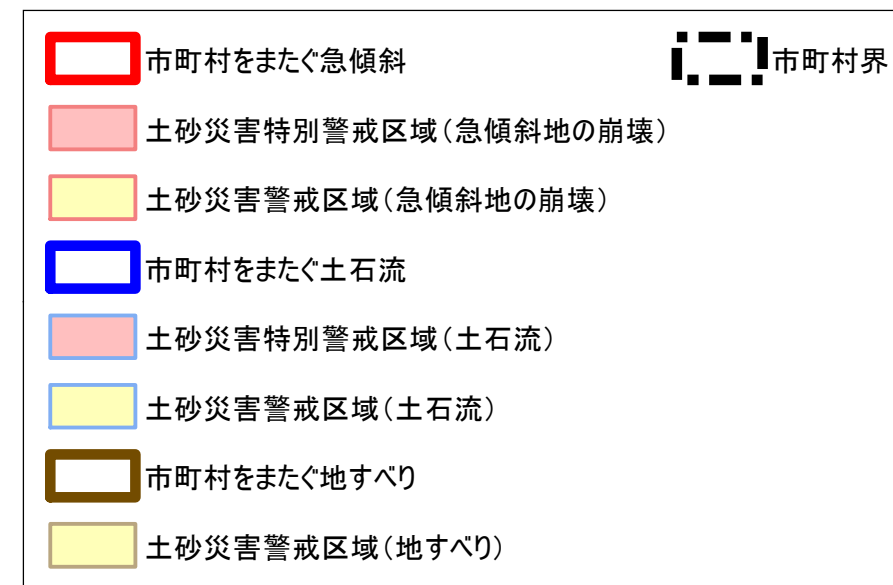 市町村をまたぐ急傾斜
市町村界
土砂災害特別警戒区域(急傾斜地の崩壊)
土砂災害警戒区域(急傾斜地の崩壊)
市町村をまたぐ土石流
土砂災害特別警戒区域(土石流)
土砂災害警戒区域(土石流)
市町村をまたぐ地すべり
土砂災害警戒区域(地すべり)